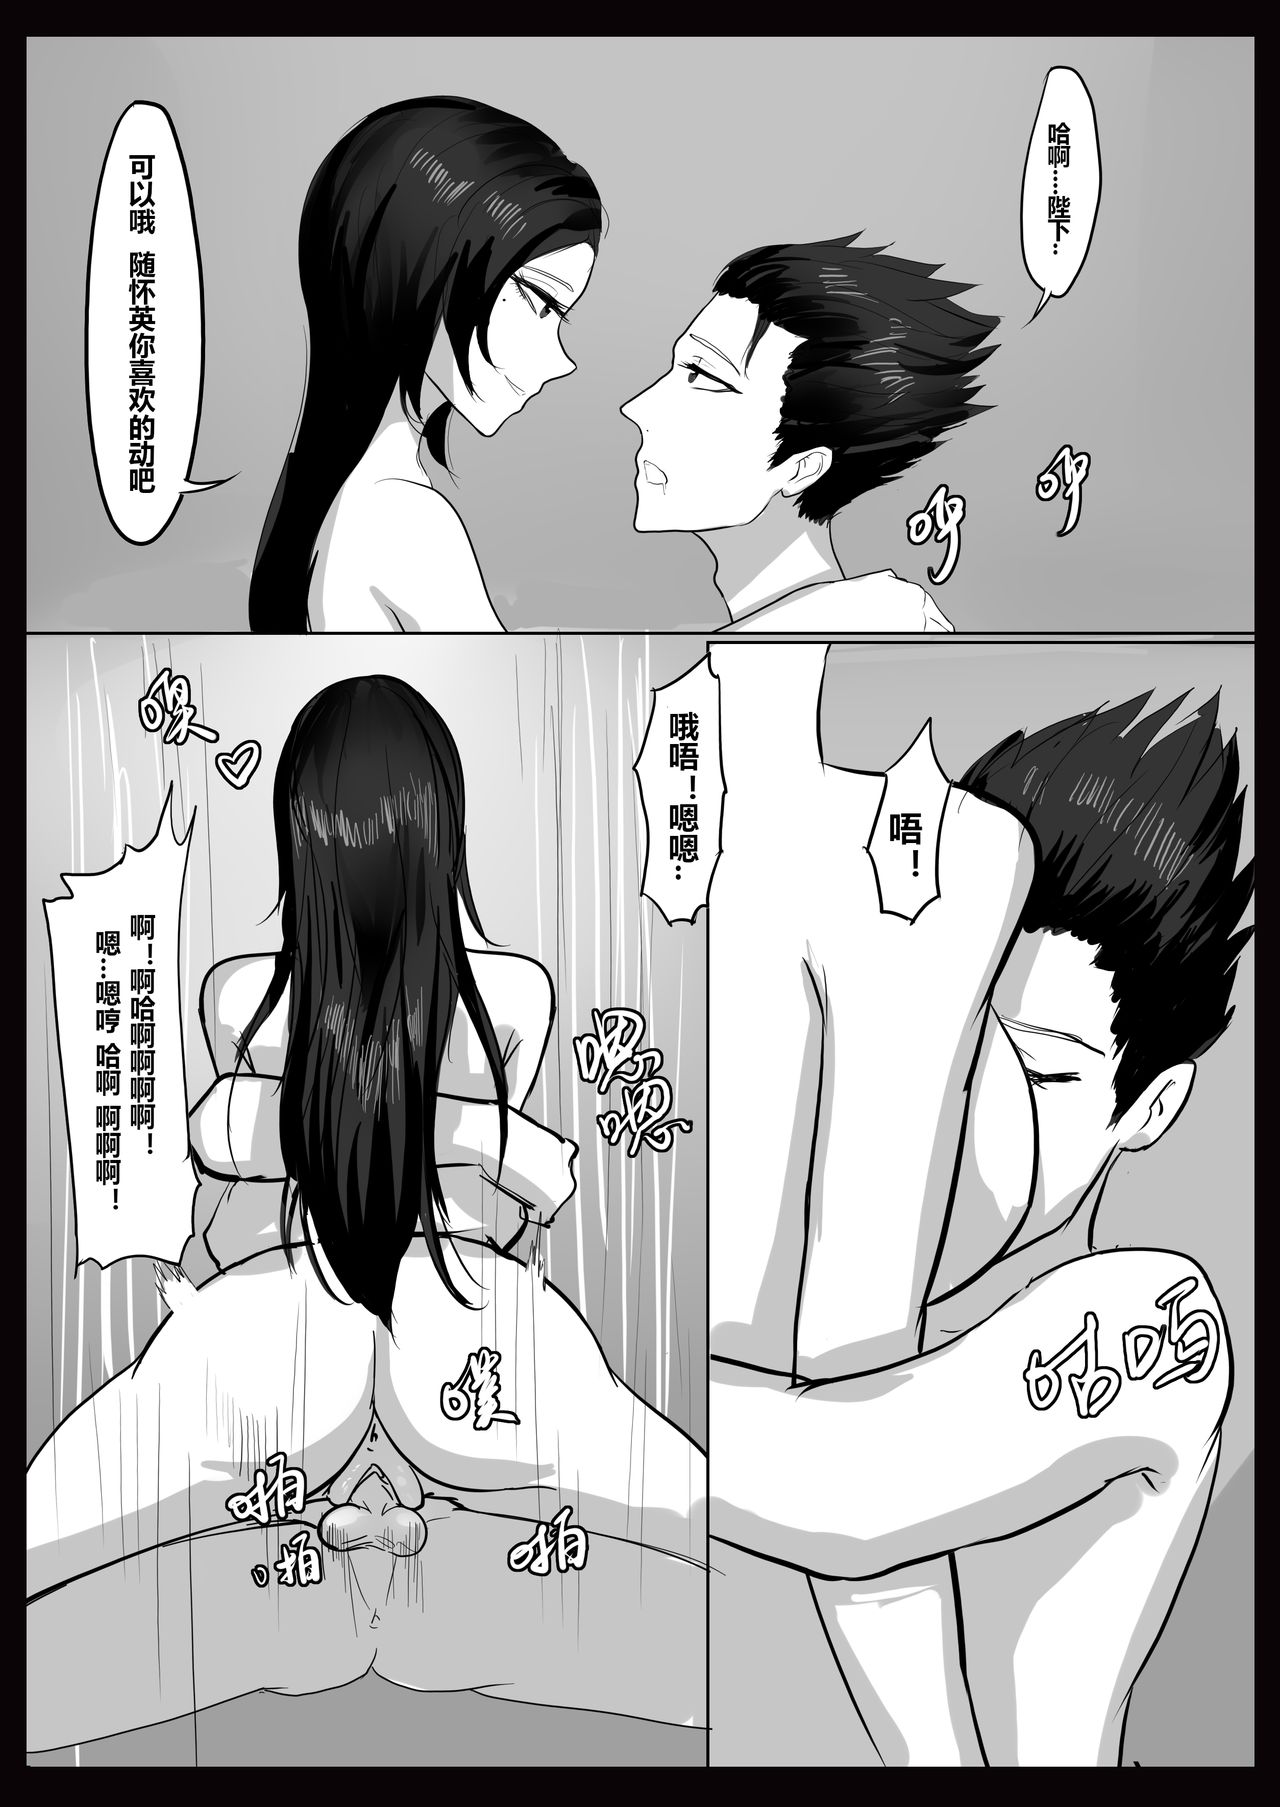 哈啊……陛下…
可以哦 随怀英你喜欢的动吧
呼
呼
唔！
哦唔！嗯嗯…
噗
啊！啊哈啊啊啊啊！
嗯…嗯哼 哈啊 啊啊啊！
嗯
嗯
噗
啪
啪
啪